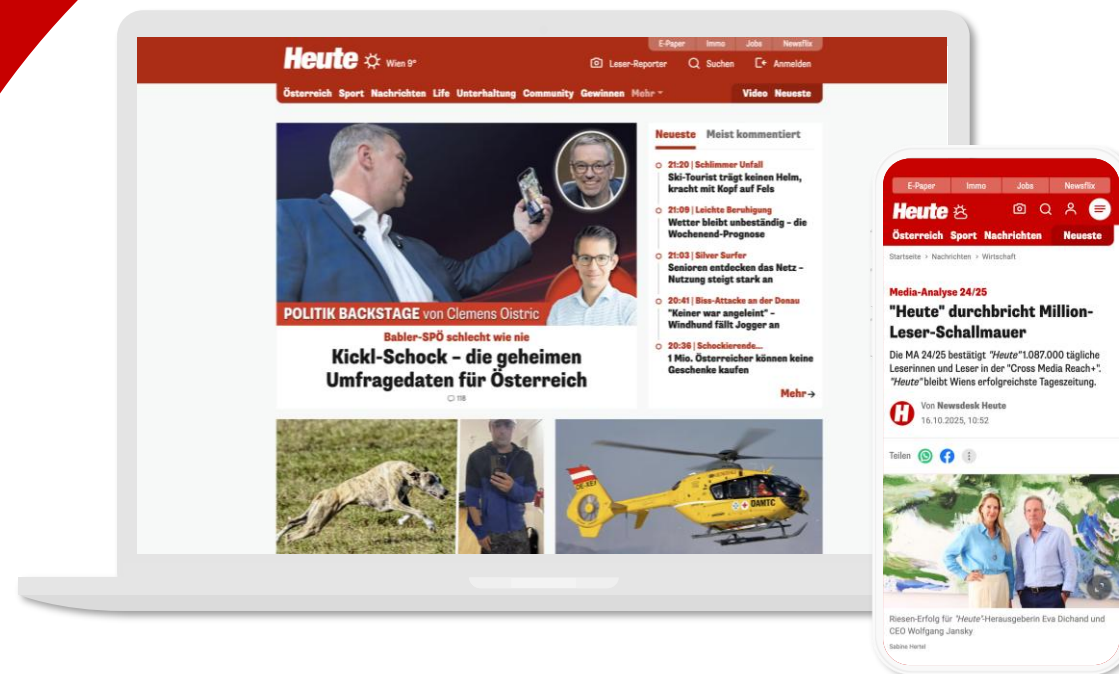 E-Paper Immo Jobs Newsflix
Heute Wien 9°
Leser-Reporter Suchen Anmelden
Österreich Sport Nachrichten Life Unterhaltung Community Gewinnen Mehr
Video Neueste
POLITIK BACKSTAGE von Clemens Oistric
Babler-SPÖ schlecht wie nie
Kickl-Schock – die geheimen
Umfragedaten für Österreich
118
Neueste Meist kommentiert
21:20 | Schlimmer Unfall
Ski-Tourist trägt keinen Helm,
kracht mit Kopf auf Fels
21:09 | Leichte Beruhigung
Wetter bleibt unbeständig – die
Wochenend-Prognose
21:03 | Silver Surfer
Senioren entdecken das Netz –
Nutzung steigt stark an
20:41 | Biss-Attacke an der Donau
"Keiner war angeleint" –
Windhund fällt Jogger an
20:36 | Schockierende...
1 Mio. Österreicher können keine
Geschenke kaufen
Mehr→
ÖAMTC
E-Paper Immo Jobs Newsflix
Heute
Österreich Sport Nachrichten Neueste
Startseite > Nachrichten > Wirtschaft
Media-Analyse 24/25
"Heute" durchbricht Million-
Leser-Schallmauer
Die MA 24/25 bestätigt "Heute" 1.087.000 tägliche
Leserinnen und Leser in der "Cross Media Reach+".
"Heute" bleibt Wiens erfolgreichste Tageszeitung.
Von Newsdesk Heute
16.10.2025, 10:52
Teilen
Riesen-Erfolg für "Heute"-Herausgeberin Eva Dichand und
CEO Wolfgang Jansky
Sabine Hertel